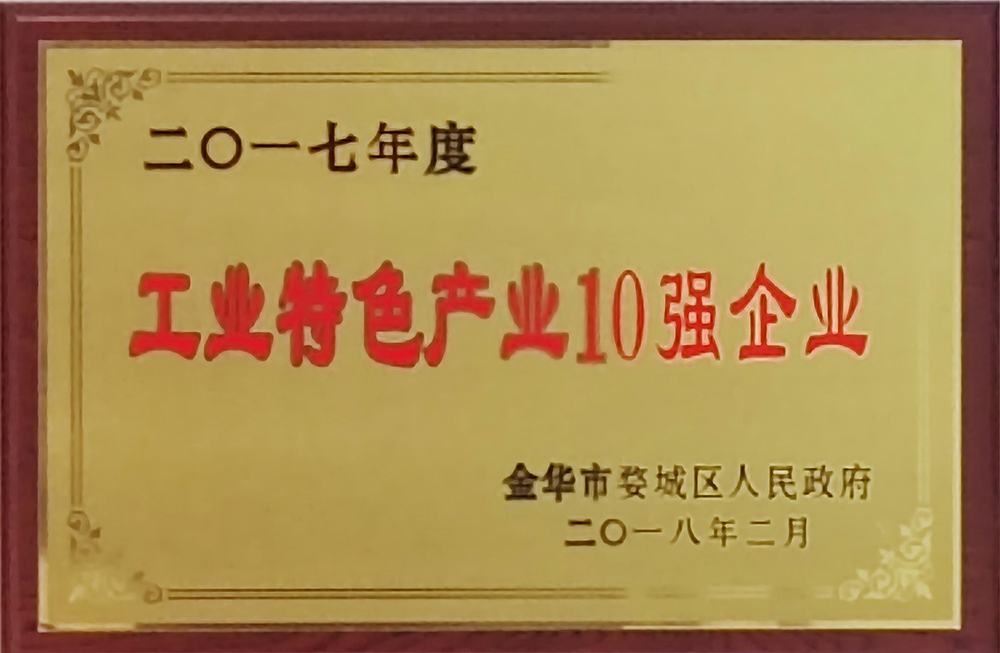 二〇一七年度
工业特色产业10强企业
金华市婺城区人民政府
二〇一八年二月